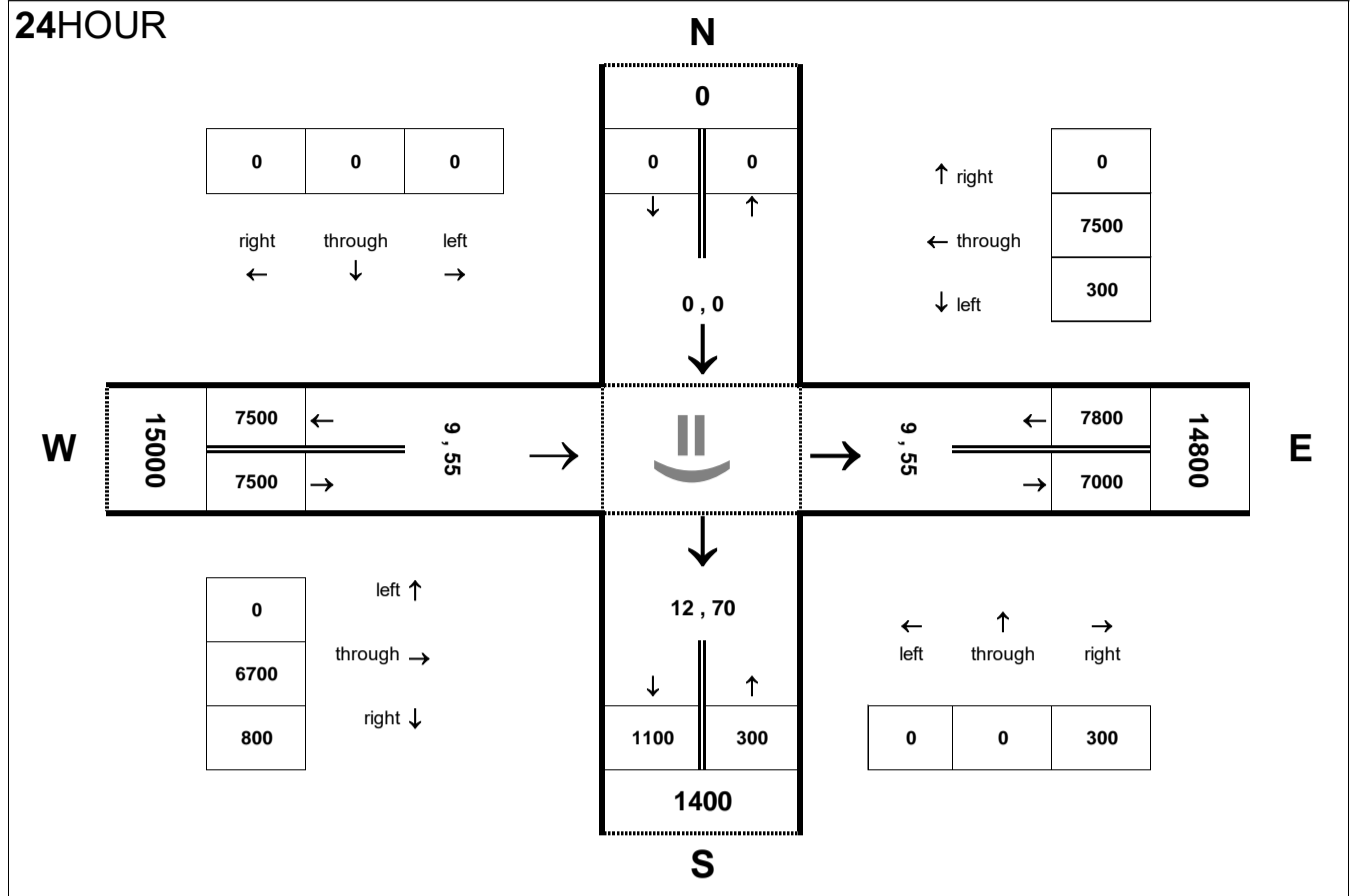 24HOUR
N
0
0 0 0
0 0
↑ right
0
↓ ↑
7500
right through left
← through
← ↓ →
300
↓ left
0 , 0
↓
W
15000
7500 ←
7500 →
9 , 55
→
=)
→
9 , 55
← 7800
→ 7000
14800
E
↓
0
left ↑
12 , 70
← ↑ →
6700
through →
left through right
↓ ↑
800
right ↓
1100 300
0 0 300
1400
S